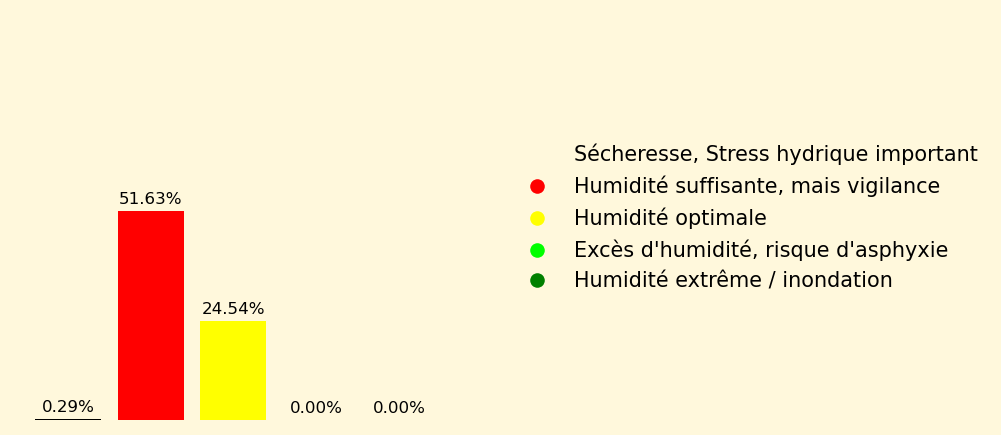 51.63%
24.54%
0.29%
0.00%
0.00%
Sécheresse, Stress hydrique important
Humidité suffisante, mais vigilance
Humidité optimale
Excès d'humidité, risque d'asphyxie
Humidité extrême / inondation